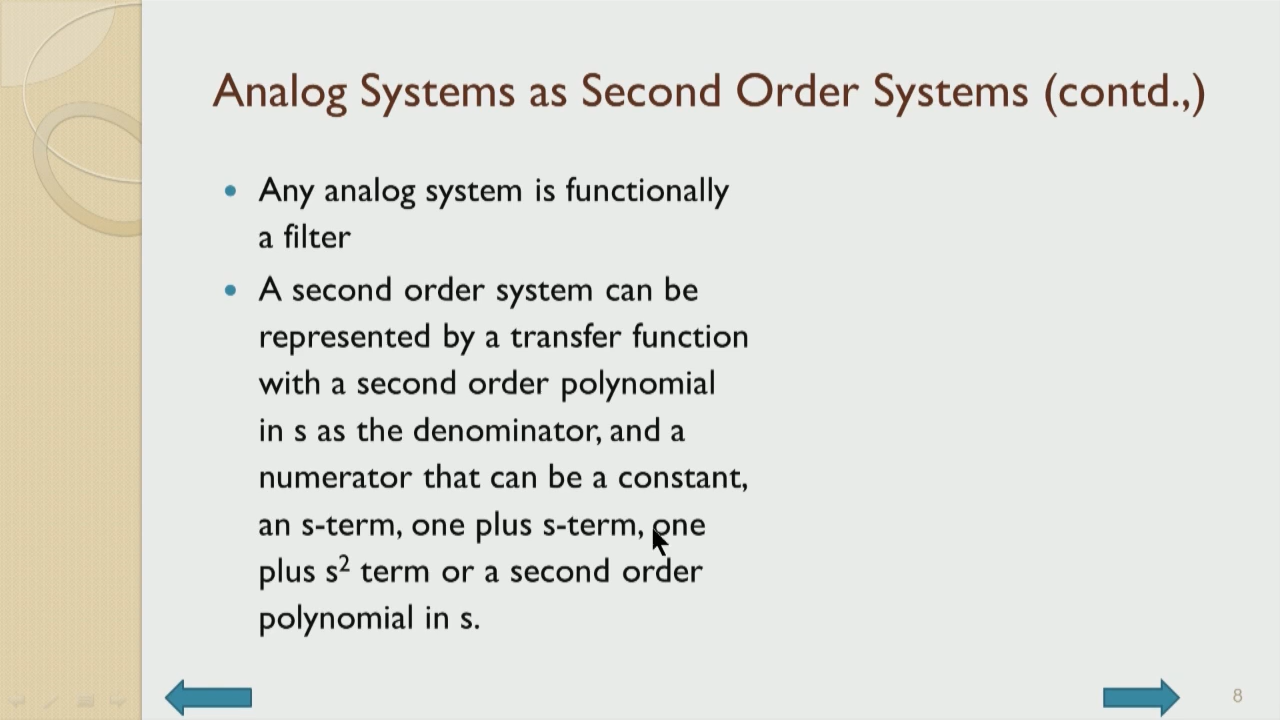 Analog Systems as Second Order Systems (contd.,)
• Any analog system is functionally
a filter
• A second order system can be
represented by a transfer function
with a second order polynomial
in s as the denominator, and a
numerator that can be a constant,
an s-term, one plus s-term, one
plus s² term or a second order
polynomial in s.
8